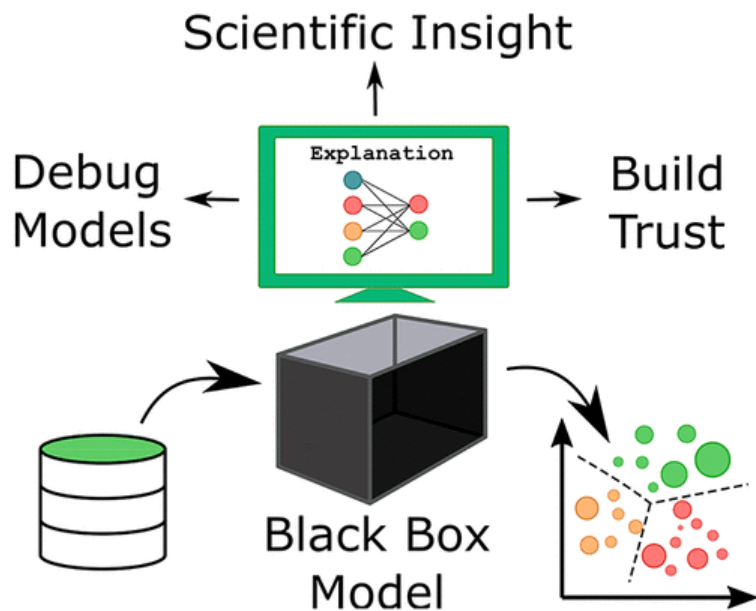 Scientific Insight
Explanation
Debug
Models
Build
Trust
Black Box
Model